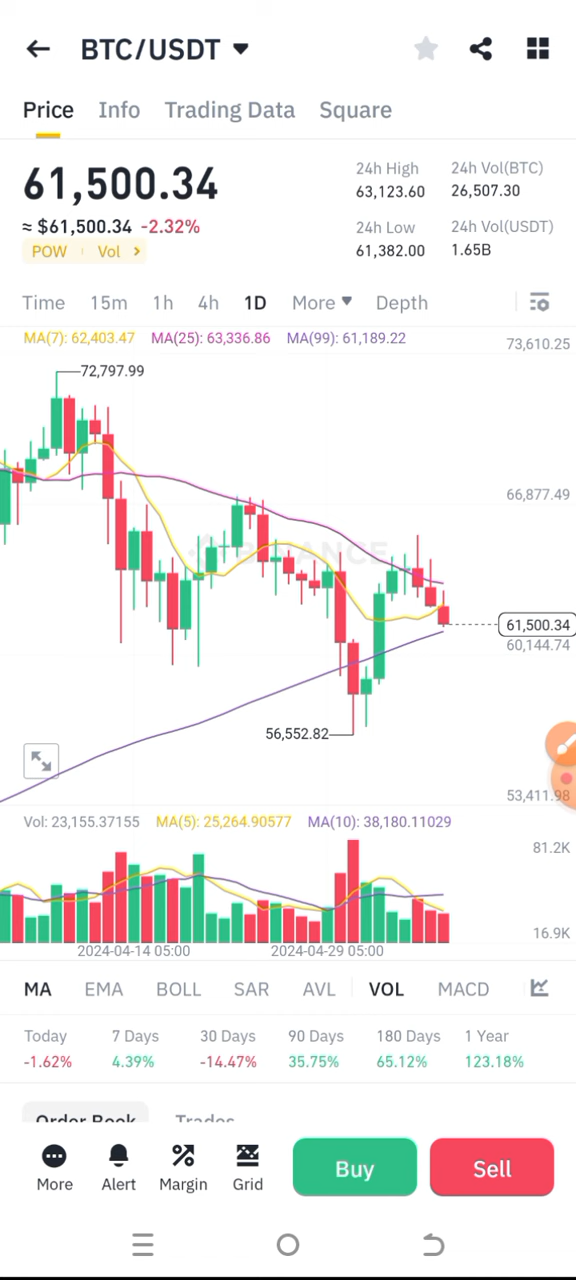 BTC/USDT
Price Info Trading Data Square
61,500.34
≈ $61,500.34 -2.32%
POW Vol >
24h High
63,123.60
24h Vol(BTC)
26,507.30
24h Low
61,382.00
24h Vol(USDT)
1.65B
Time 15m 1h 4h 1D More Depth
MA(7): 62,403.47 MA(25): 63,336.86 MA(99): 61,189.22
73,610.25
72,797.99
66,877.49
BINANCE
61,500.34
60,144.74
56,552.82
53,411.98
Vol: 23,155.37155 MA(5): 25,264.90577 MA(10): 38,180.11029
81.2K
16.9K
2024-04-14 05:00 2024-04-29 05:00
MA EMA BOLL SAR AVL VOL MACD
Today 7 Days 30 Days 90 Days 180 Days 1 Year
-1.62% 4.39% -14.47% 35.75% 65.12% 123.18%
Order Book Trades
More Alert Margin Grid Buy Sell